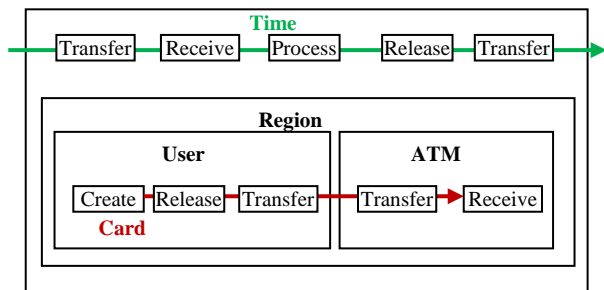 Time
Transfer Receive Process Release Transfer
Region
User ATM
Create Release Transfer Transfer Receive
Card